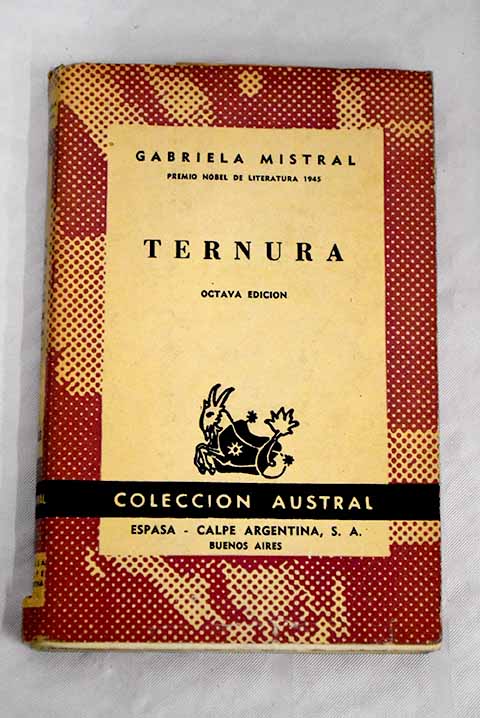 GABRIELA MISTRAL
PREMIO NOBEL DE LITERATURA 1945
TERNURA
OCTAVA EDICION
COLECCION AUSTRAL
ESPASA - CALPE ARGENTINA, S. A.
BUENOS AIRES